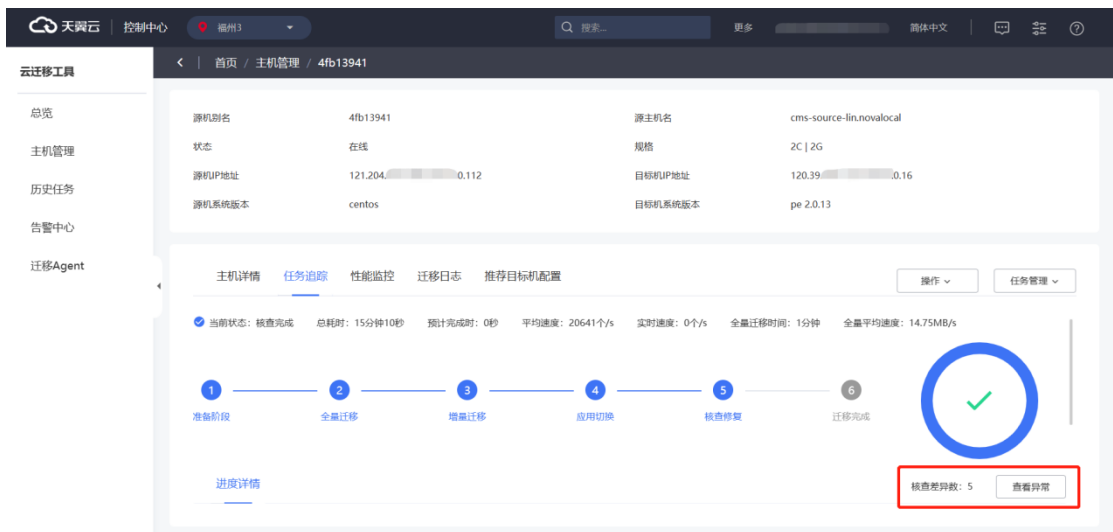 天翼云 控制中心 福州3 搜索... 更多 简体中文
云迁移工具
首页 / 主机管理 / 4fb13941
总览
主机管理
历史任务
告警中心
迁移Agent
源机别名 4fb13941 源主机名 cms-source-lin.novalocal
状态 在线 规格 2C | 2G
源机IP地址 121.204. 0.112 目标机IP地址 120.39. .0.16
源机系统版本 centos 目标机系统版本 pe 2.0.13
主机详情 任务追踪 性能监控 迁移日志 推荐目标机配置 操作 任务管理
当前状态: 核查完成 总耗时: 15分钟10秒 预计完成时: 0秒 平均速度: 20641个/s 实时速度: 0个/s 全量迁移时间: 1分钟 全量平均速度: 14.75MB/s
1 2 3 4 5 6
准备阶段 全量迁移 增量迁移 应用切换 核查修复 迁移完成
进度详情 核查差异数: 5 查看异常